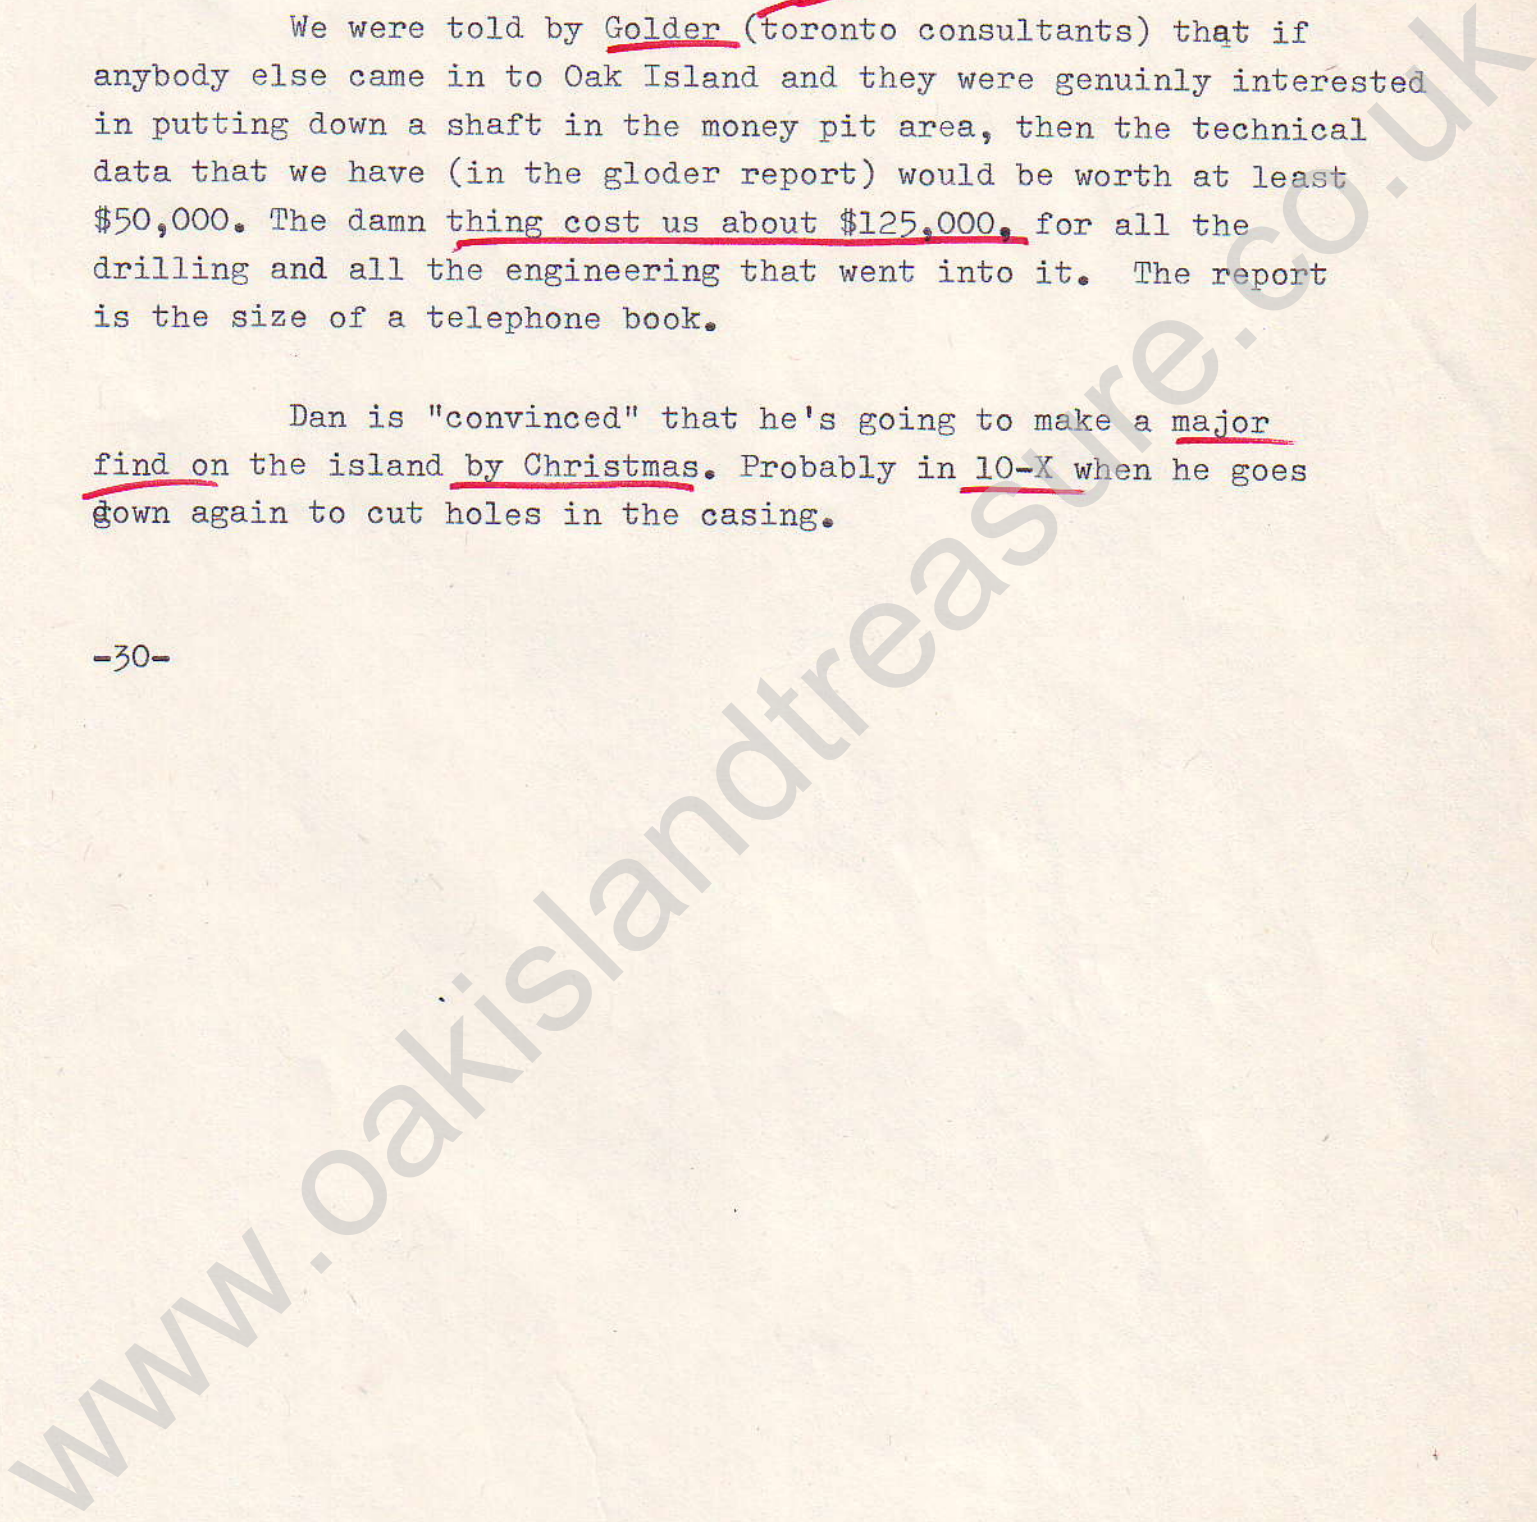 We were told by Golder (toronto consultants) that if
anybody else came in to Oak Island and they were genuinly interested
in putting down a shaft in the money pit area, then the technical
data that we have (in the gloder report) would be worth at least
$50,000. The damn thing cost us about $125,000, for all the
drilling and all the engineering that went into it.  The report
is the size of a telephone book.
Dan is "convinced" that he's going to make a major
find on the island by Christmas. Probably in 10-X when he goes
down again to cut holes in the casing.
-30-
www.oakislandtreasure.co.uk